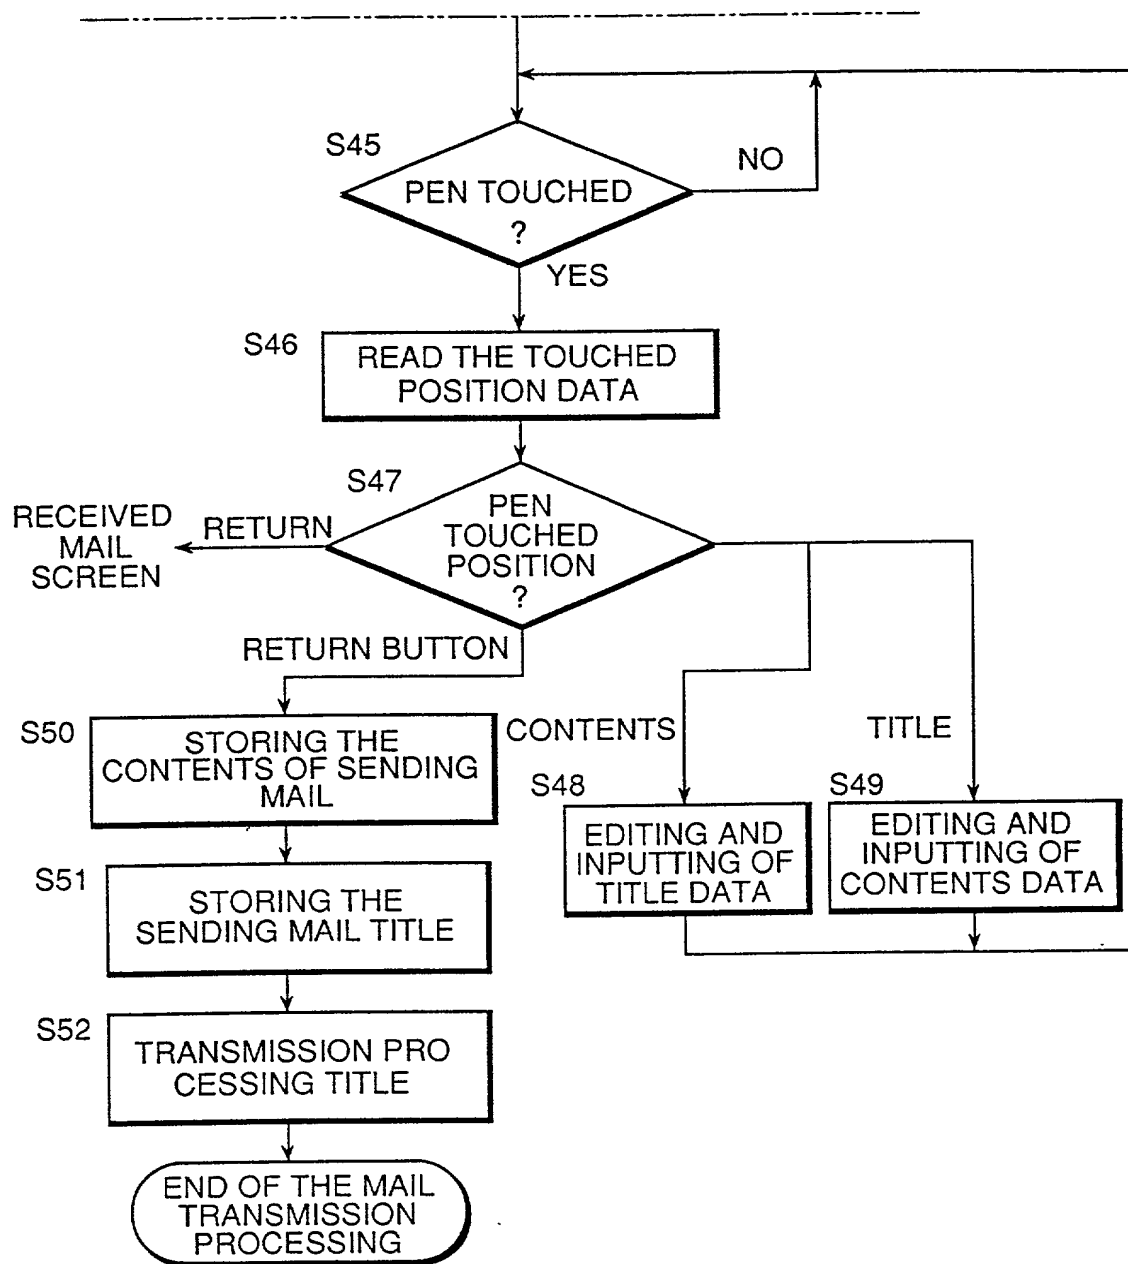 S45
NO
PEN TOUCHED
?
YES
S46
READ THE TOUCHED
POSITION DATA
S47
PEN
TOUCHED
POSITION
?
RETURN
RECEIVED
MAIL
SCREEN
RETURN BUTTON
S50
STORING THE
CONTENTS OF SENDING
MAIL
CONTENTS
TITLE
S48
EDITING AND
INPUTTING OF
TITLE DATA
S49
EDITING AND
INPUTTING OF
CONTENTS DATA
S51
STORING THE
SENDING MAIL TITLE
S52
TRANSMISSION PRO
CESSING TITLE
END OF THE MAIL
TRANSMISSION
PROCESSING